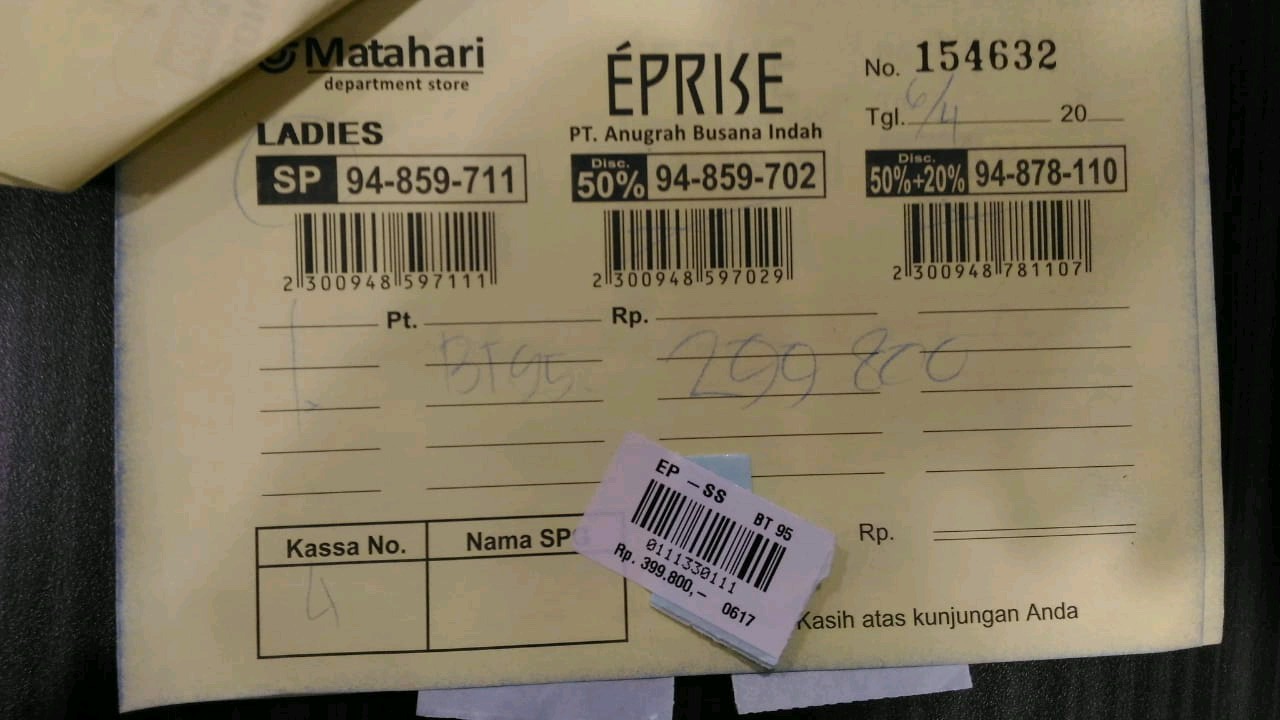 Matahari
department store
LADIES
SP 94-859-711
2 300948 597111
ÉPRISE
PT. Anugrah Busana Indah
Disc. 50% 94-859-702
2 300948 597029
No. 154632
Tgl. 6/4 20
Disc. 50%+20% 94-878-110
2 300948 781107
Pt. Rp.
1 BT95 299 800
EP - SS
BT 95
0111330111
Rp. 399.800,- 0617
Rp.
Kassa No. Nama SP
4
Kasih atas kunjungan Anda